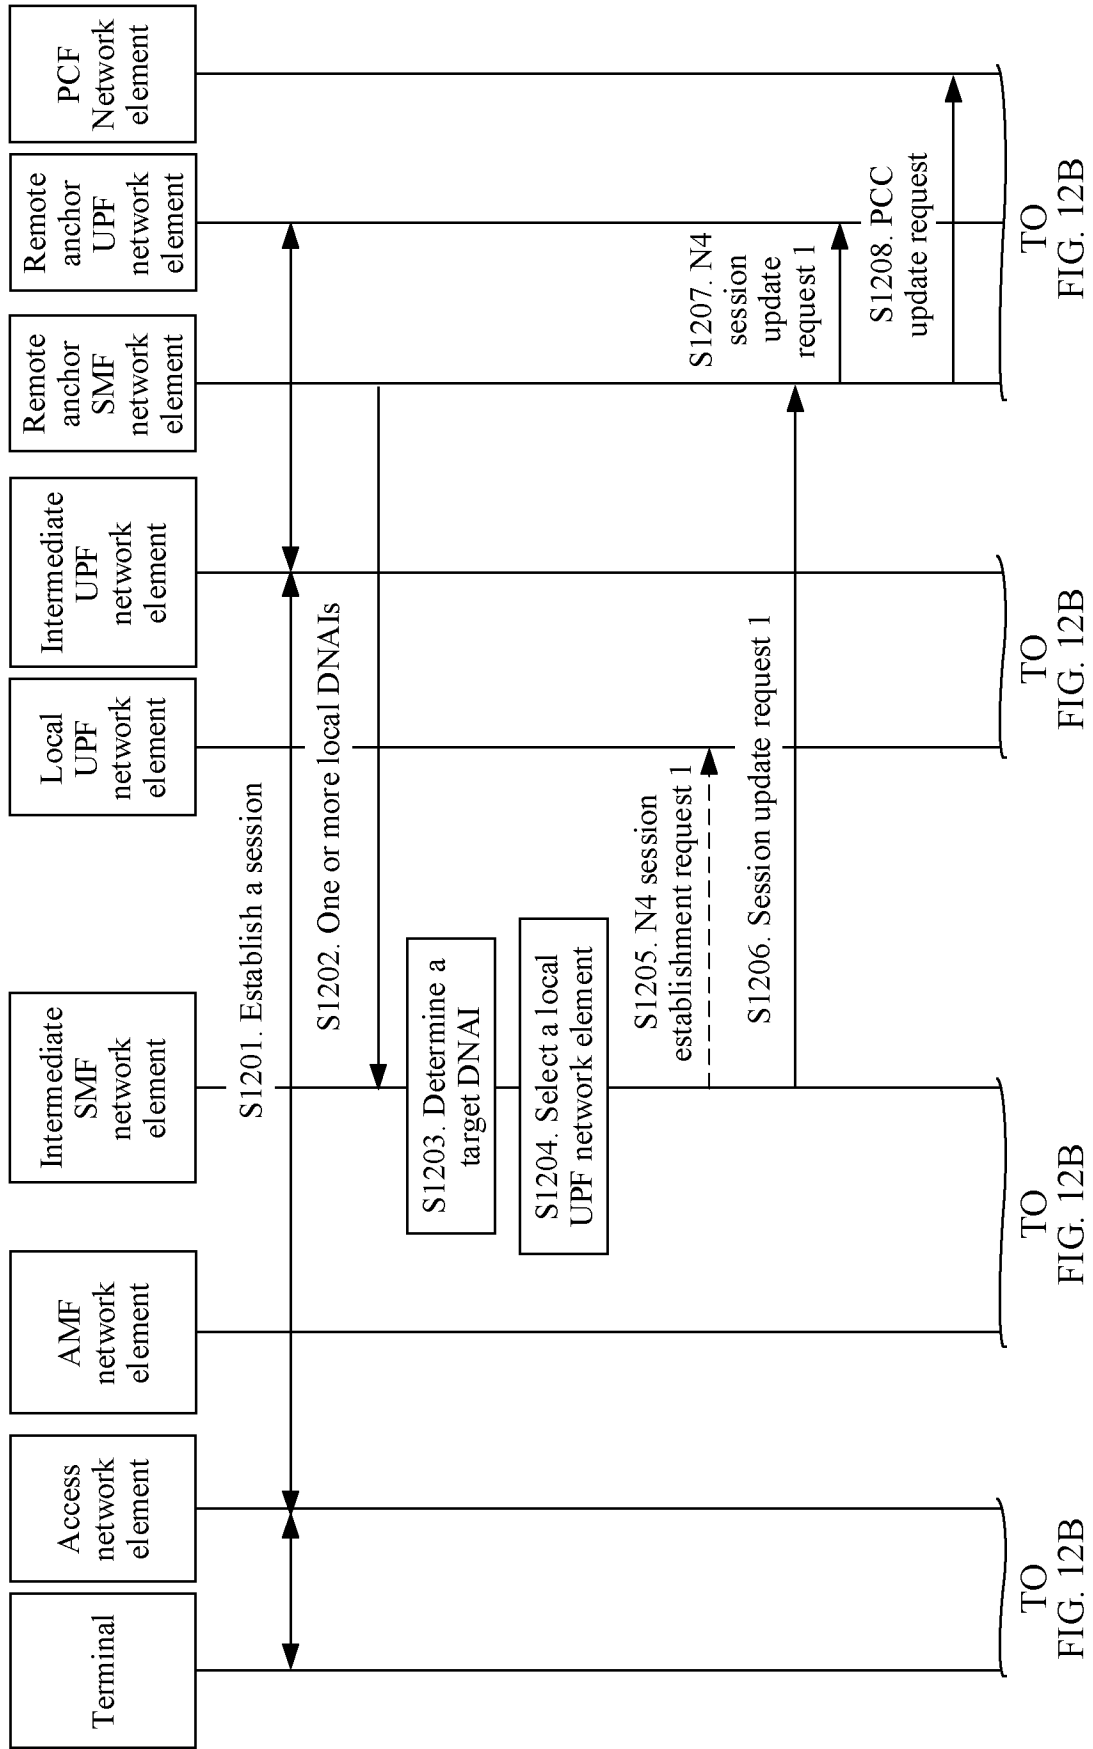 Terminal
Access
network
element
AMF
network
element
Intermediate
SMF
network
element
Local
UPF
network
element
Intermediate
UPF
network
element
Remote
anchor
SMF
network
element
Remote
anchor
UPF
network
element
PCF
Network
element
S1201. Establish a session
S1202. One or more local DNAIs
S1203. Determine a
target DNAI
S1204. Select a local
UPF network element
S1205. N4 session
establishment request 1
S1206. Session update request 1
S1207. N4
session
update
request 1
S1208. PCC
update request
TO
FIG. 12B
TO
FIG. 12B
TO
FIG. 12B
TO
FIG. 12B